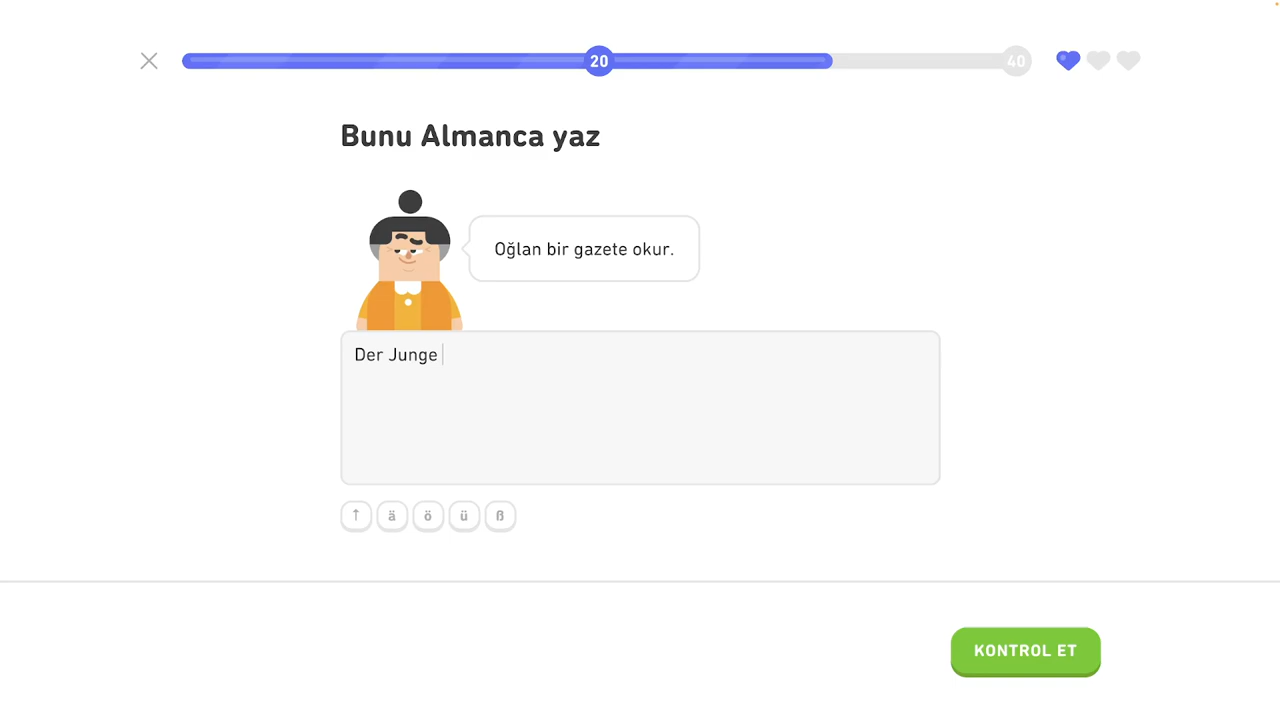 20
40
Bunu Almanca yaz
Oğlan bir gazete okur.
Der Junge
↑ ä ö ü ß
KONTROL ET